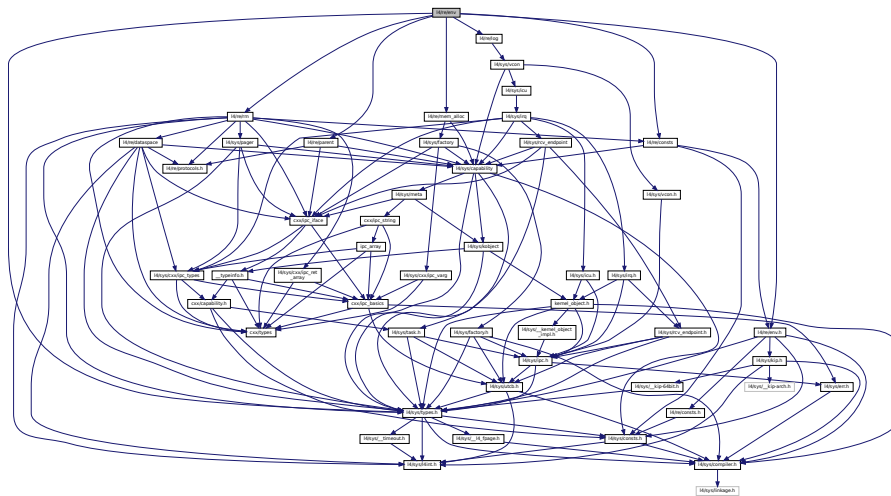 l4/re/env
l4/re/log
l4/sys/vcon
l4/sys/icu
l4/re/rm
l4/re/mem_alloc
l4/sys/irq
l4/re/dataspace
l4/sys/pager
l4/re/parent
l4/sys/factory
l4/sys/rcv_endpoint
l4/re/consts
l4/re/protocols.h
l4/sys/capability
l4/sys/meta
l4/sys/vcon.h
cxx/ipc_iface
cxx/ipc_string
ipc_array
l4/sys/kobject
l4/sys/cxx/ipc_types
__typeinfo.h
l4/sys/cxx/ipc_ret
_array
l4/sys/cxx/ipc_varg
l4/sys/icu.h
l4/sys/irq.h
cxx/capability.h
cxx/ipc_basics
kernel_object.h
cxx/types
l4/sys/task.h
l4/sys/factory.h
l4/sys/__kernel_object
_impl.h
l4/sys/rcv_endpoint.h
l4/re/env.h
l4/sys/ipc.h
l4/sys/kip.h
l4/sys/utcb.h
l4/sys/__kip-64bit.h
l4/sys/__kip-arch.h
l4/sys/err.h
l4/sys/types.h
l4/re/consts.h
l4/sys/__timeout.h
l4/sys/__l4_fpage.h
l4/sys/consts.h
l4/sys/l4int.h
l4/sys/compiler.h
l4/sys/linkage.h